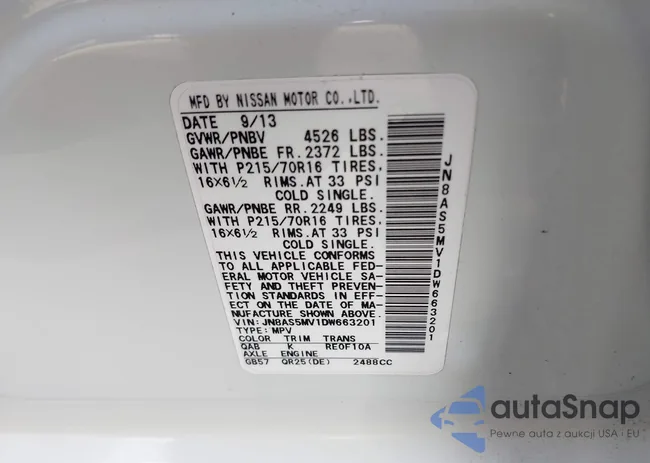 MFD BY NISSAN MOTOR CO.,LTD.
DATE 9/13
GVWR/PNBV 4526 LBS.
GAWR/PNBE FR. 2372 LBS.
WITH P215/70R16 TIRES.
16X6½ RIMS. AT 33 PSI
COLD SINGLE.
GAWR/PNBE RR. 2249 LBS.
WITH P215/70R16 TIRES.
16X6½ RIMS. AT 33 PSI
COLD SINGLE.
THIS VEHICLE CONFORMS
TO ALL APPLICABLE FED-
ERAL MOTOR VEHICLE SA-
FETY AND THEFT PREVEN-
TION STANDARDS IN EFF-
ECT ON THE DATE OF MA-
NUFACTURE SHOWN ABOVE.
VIN: JN8AS5MV1DW663201
TYPE: MPV
COLOR TRIM TRANS
QAB K RE0F10A
AXLE ENGINE
GB57 QR25(DE) 2488CC
JN8AS5MV1DW663201
autaSnap
Pewne auta z aukcji USA i EU